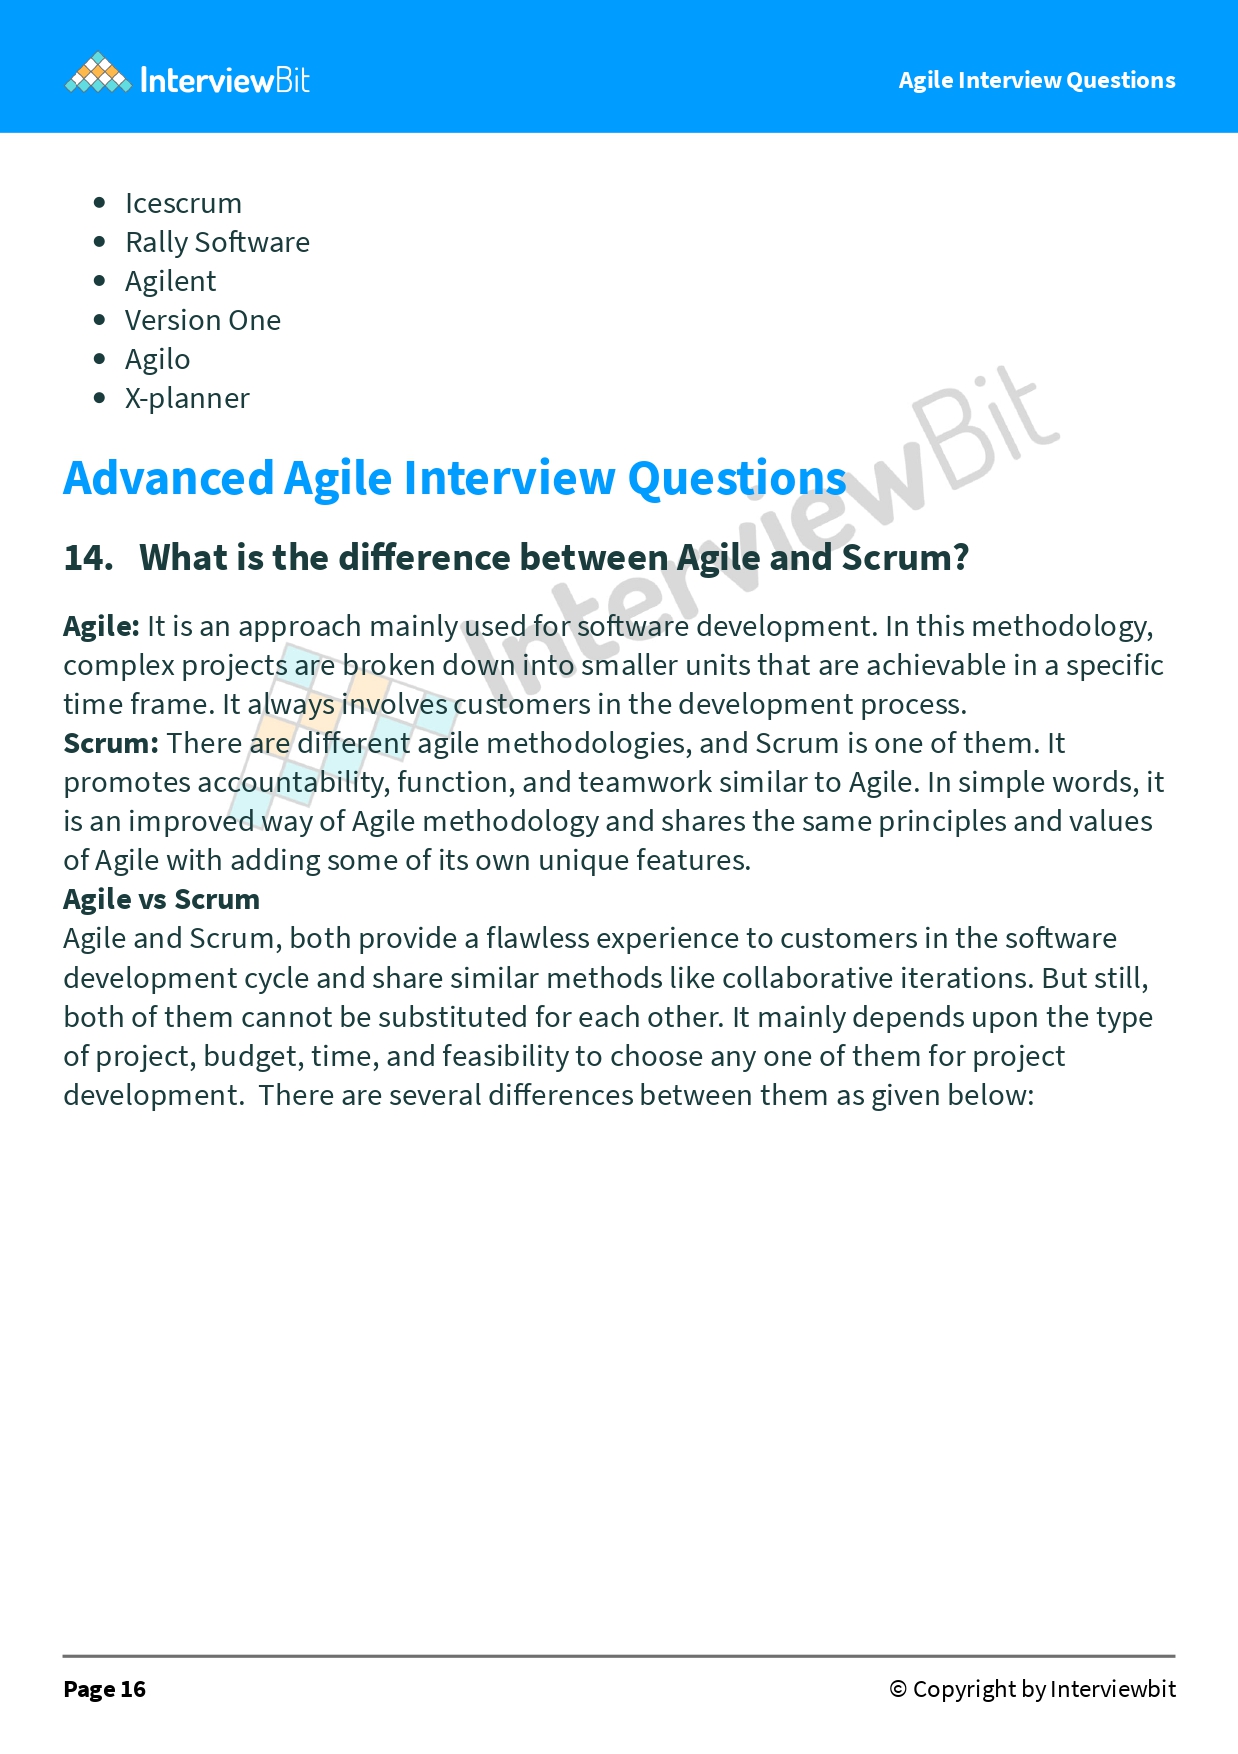 InterviewBit
Agile Interview Questions
• Icescrum
• Rally Software
• Agilent
• Version One
• Agilo
• X-planner
InterviewBit
Advanced Agile Interview Questions
14. What is the difference between Agile and Scrum?
Agile: It is an approach mainly used for software development. In this methodology,
complex projects are broken down into smaller units that are achievable in a specific
time frame. It always involves customers in the development process.
Scrum: There are different agile methodologies, and Scrum is one of them. It
promotes accountability, function, and teamwork similar to Agile. In simple words, it
is an improved way of Agile methodology and shares the same principles and values
of Agile with adding some of its own unique features.
Agile vs Scrum
Agile and Scrum, both provide a flawless experience to customers in the software
development cycle and share similar methods like collaborative iterations. But still,
both of them cannot be substituted for each other. It mainly depends upon the type
of project, budget, time, and feasibility to choose any one of them for project
development.  There are several differences between them as given below:
Page 16
© Copyright by Interviewbit